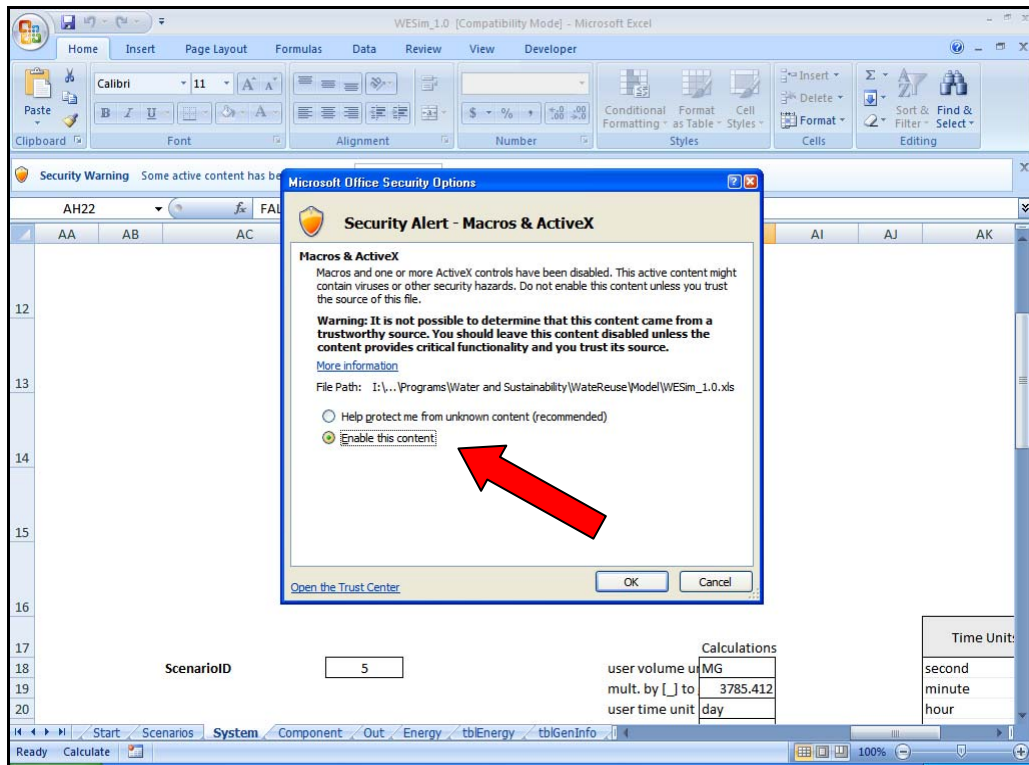 WESim_1.0 [Compatibility Mode] - Microsoft Excel
Home Insert Page Layout Formulas Data Review View Developer
Paste
Clipboard
Calibri 11 A A
B I U A
Font
Alignment
$ % , .0 .00 .00 .0
Number
Conditional Formatting
Format as Table
Cell Styles
Styles
Insert
Delete
Format
Cells
Σ
Sort & Filter
Find & Select
Editing
Security Warning Some active content has be
AH22 fx FAL
AA AB AC AI AJ AK
Microsoft Office Security Options
Security Alert - Macros & ActiveX
Macros & ActiveX
Macros and one or more ActiveX controls have been disabled. This active content might
contain viruses or other security hazards. Do not enable this content unless you trust
the source of this file.
Warning: It is not possible to determine that this content came from a
trustworthy source. You should leave this content disabled unless the
content provides critical functionality and you trust its source.
More information
File Path: I:\...\Programs\Water and Sustainability\WateReuse\Model\WESim_1.0.xls
Help protect me from unknown content (recommended)
Enable this content
Open the Trust Center
OK Cancel
12
13
14
15
16
17 Calculations Time Units
18 ScenarioID 5 user volume ur MG second
19 mult. by [_] to 3785.412 minute
20 user time unit day hour
Start Scenarios System Component Out Energy tblEnergy tblGenInfo
Ready Calculate 100%